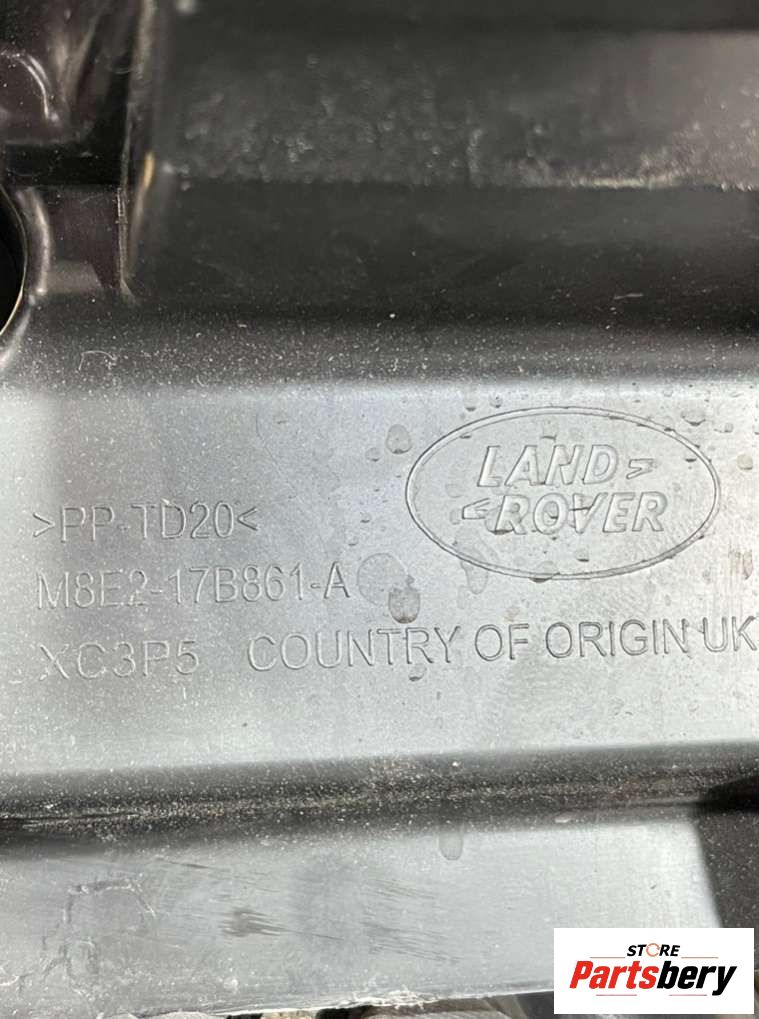 LAND
ROVER
>PP-TD20<
M8E2-17B861-A
XC3P5 COUNTRY OF ORIGIN UK
STORE
Partsbery